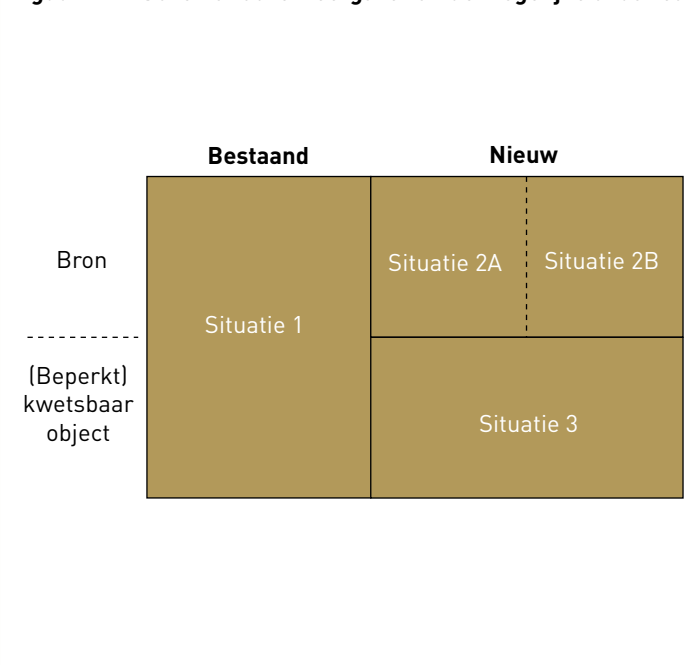 Bestaand
Nieuw
Bron
Situatie 2A
Situatie 2B
Situatie 1
(Beperkt)
kwetsbaar
object
Situatie 3